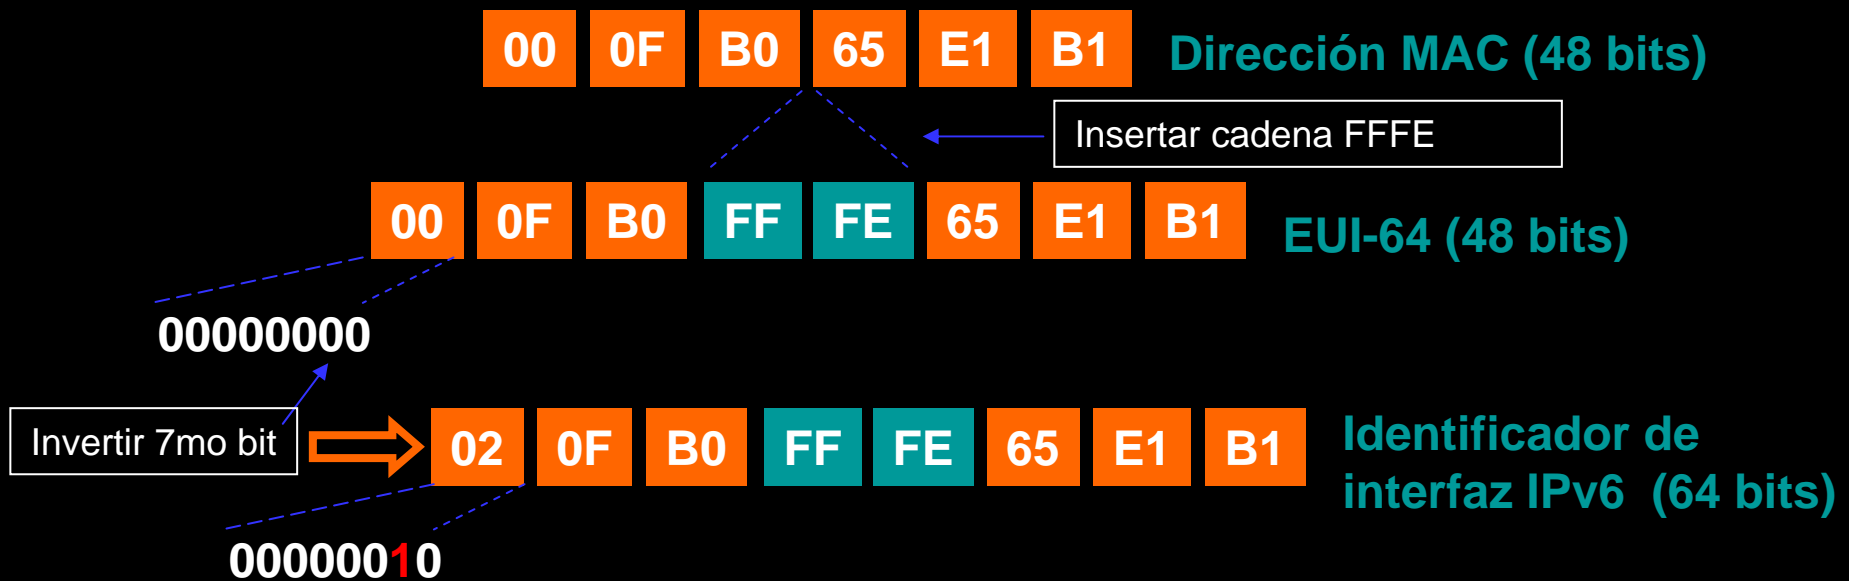 00 0F B0 65 E1 B1 Dirección MAC (48 bits)
Insertar cadena FFFE
00 0F B0 FF FE 65 E1 B1 EUI-64 (48 bits)
00000000
Invertir 7mo bit
02 0F B0 FF FE 65 E1 B1
Identificador de
interfaz IPv6 (64 bits)
00000010